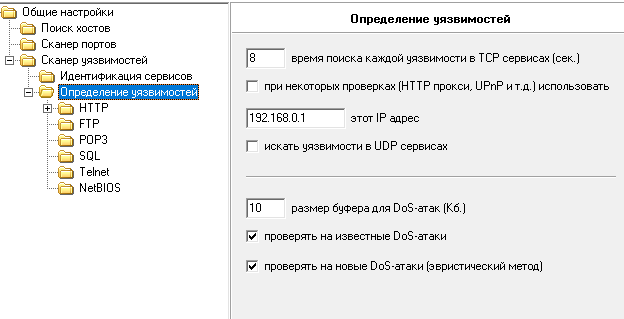 Общие настройки
Поиск хостов
Сканер портов
Сканер уязвимостей
Идентификация сервисов
Определение уязвимостей
HTTP
FTP
POP3
SQL
Telnet
NetBIOS
Определение уязвимостей
8 время поиска каждой уязвимости в TCP сервисах (сек.)
при некоторых проверках (HTTP прокси, UPnP и т.д.) использовать
192.168.0.1 этот IP адрес
искать уязвимости в UDP сервисах
10 размер буфера для DoS-атак (Кб.)
проверять на известные DoS-атаки
проверять на новые DoS-атаки (эвристический метод)